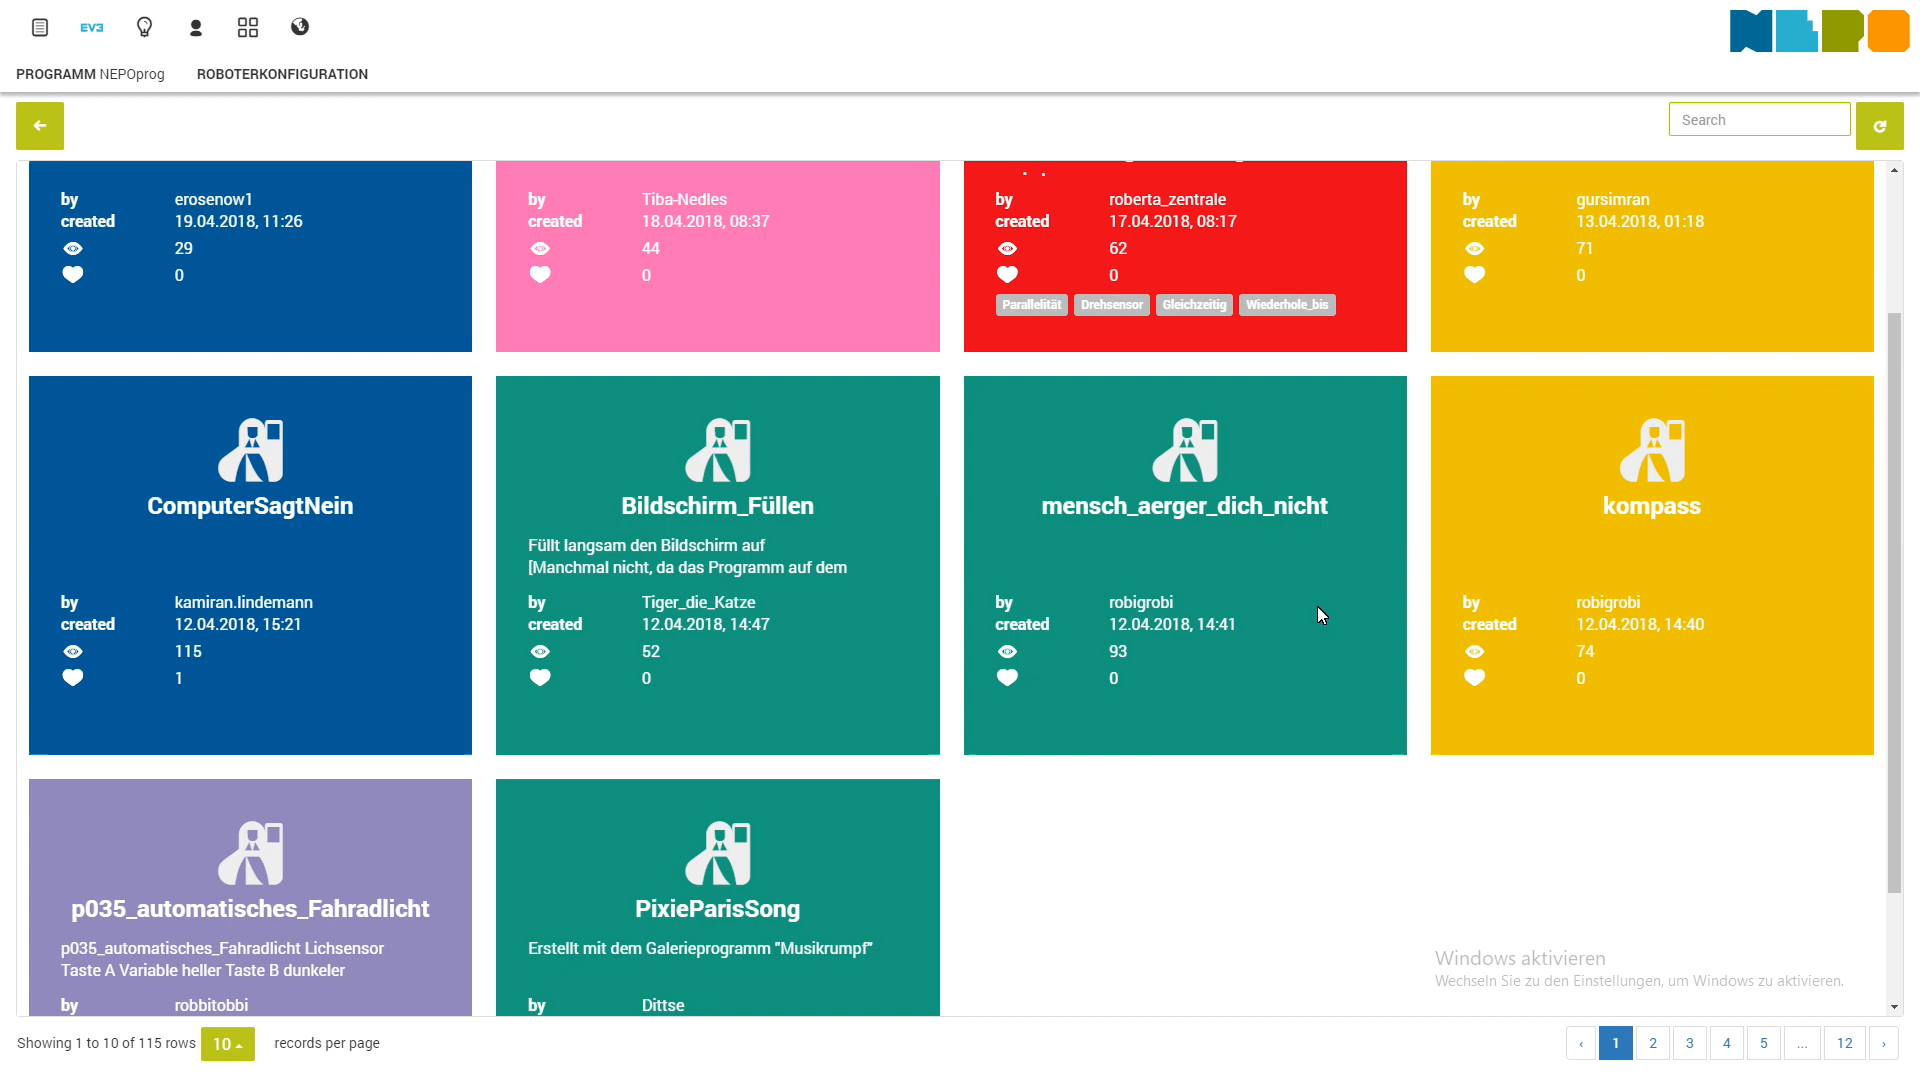 EV3
PROGRAMM NEPOprog ROBOTERKONFIGURATION
Search
by erosenow1
created 19.04.2018, 11:26
29
0
by Tiba-Nedles
created 18.04.2018, 08:37
44
0
by roberta_zentrale
created 17.04.2018, 08:17
62
0
Parallelität Drehsensor Gleichzeitig Wiederhole_bis
by gursimran
created 13.04.2018, 01:18
71
0
ComputerSagtNein
by kamiran.lindemann
created 12.04.2018, 15:21
115
1
Bildschirm_Füllen
Füllt langsam den Bildschirm auf
[Manchmal nicht, da das Programm auf dem
by Tiger_die_Katze
created 12.04.2018, 14:47
52
0
mensch_aerger_dich_nicht
by robigrobi
created 12.04.2018, 14:41
93
0
kompass
by robigrobi
created 12.04.2018, 14:40
74
0
p035_automatisches_Fahradlicht
p035_automatisches_Fahradlicht Lichsensor
Taste A Variable heller Taste B dunkeler
by robbitobbi
PixieParisSong
Erstellt mit dem Galerieprogramm "Musikrumpf"
by Dittse
Windows aktivieren
Wechseln Sie zu den Einstellungen, um Windows zu aktivieren.
Showing 1 to 10 of 115 rows 10 records per page
‹ 1 2 3 4 5 ... 12 ›